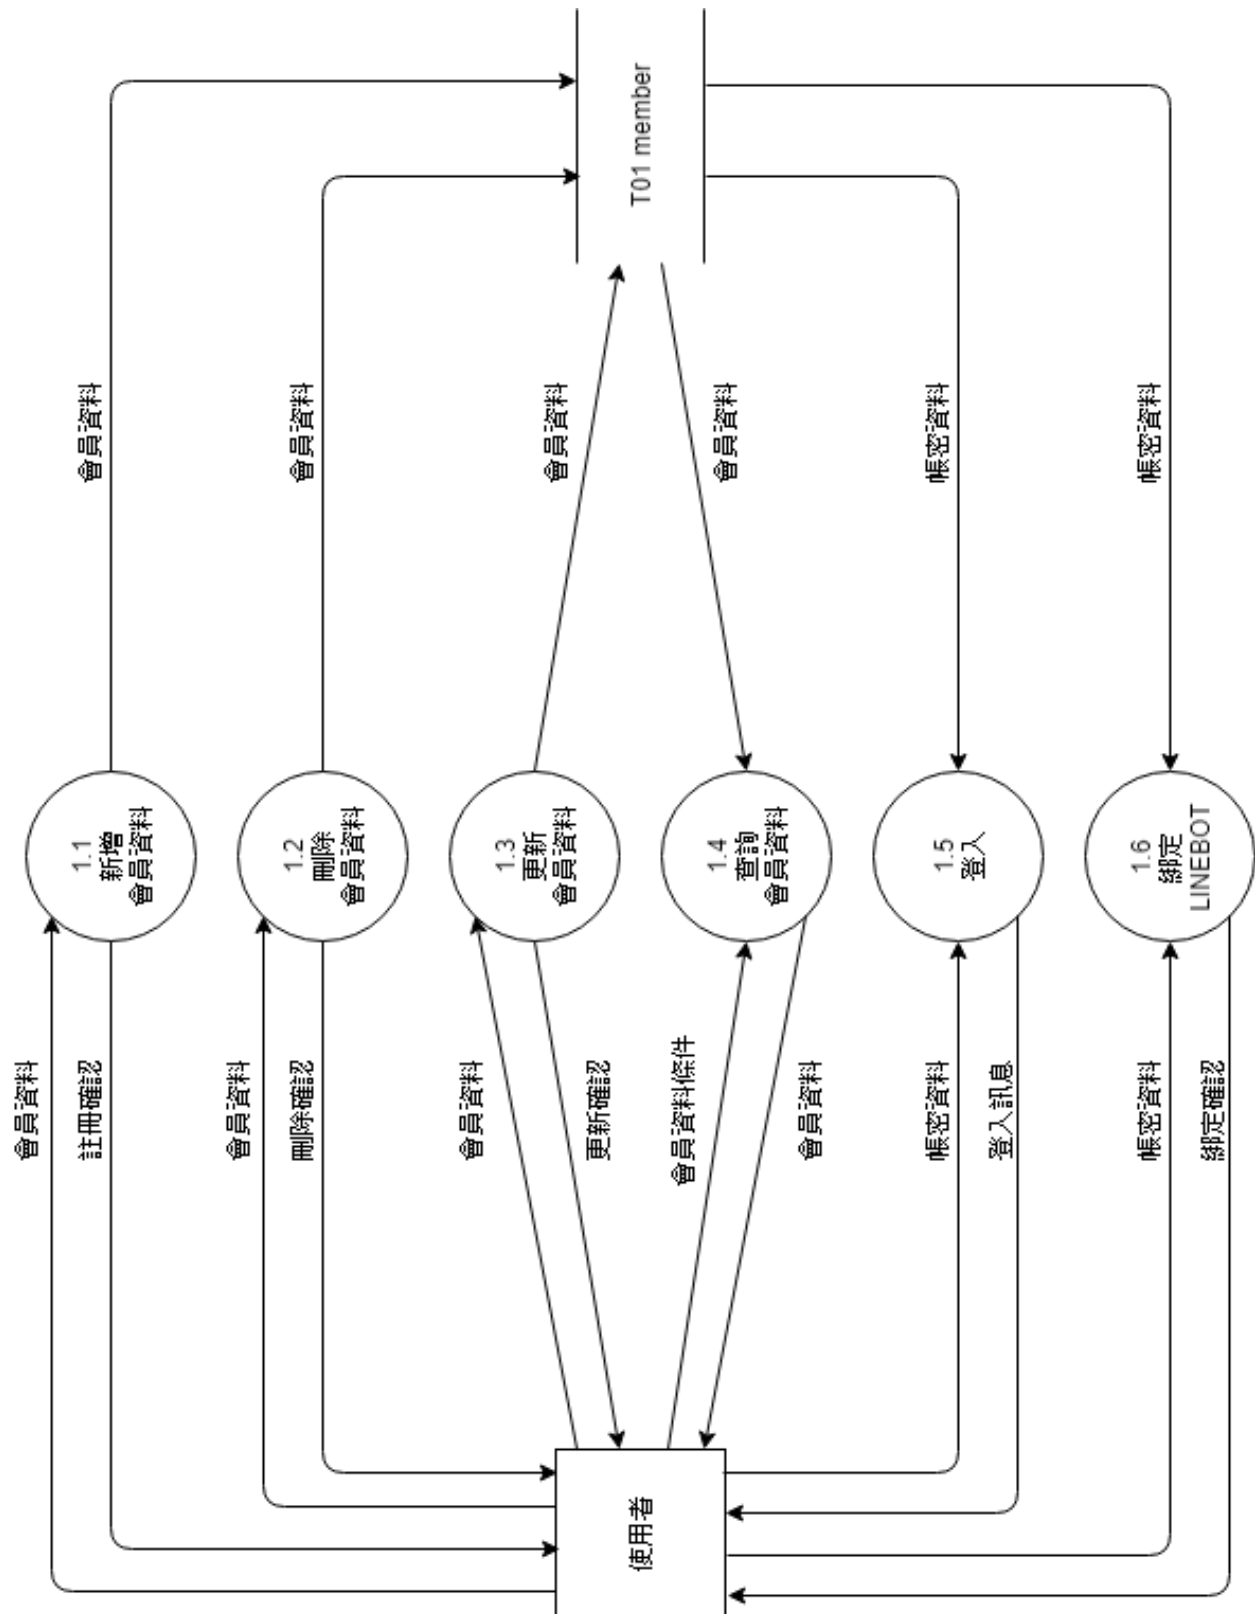 會員資料
註冊確認
1.1
新增
會員資料
會員資料
會員資料
刪除確認
1.2
刪除
會員資料
會員資料
會員資料
更新確認
1.3
更新
會員資料
會員資料
使用者
T01 member
會員資料條件
會員資料
1.4
查詢
會員資料
會員資料
帳密資料
登入訊息
1.5
登入
帳密資料
帳密資料
綁定確認
1.6
綁定
LINEBOT
帳密資料